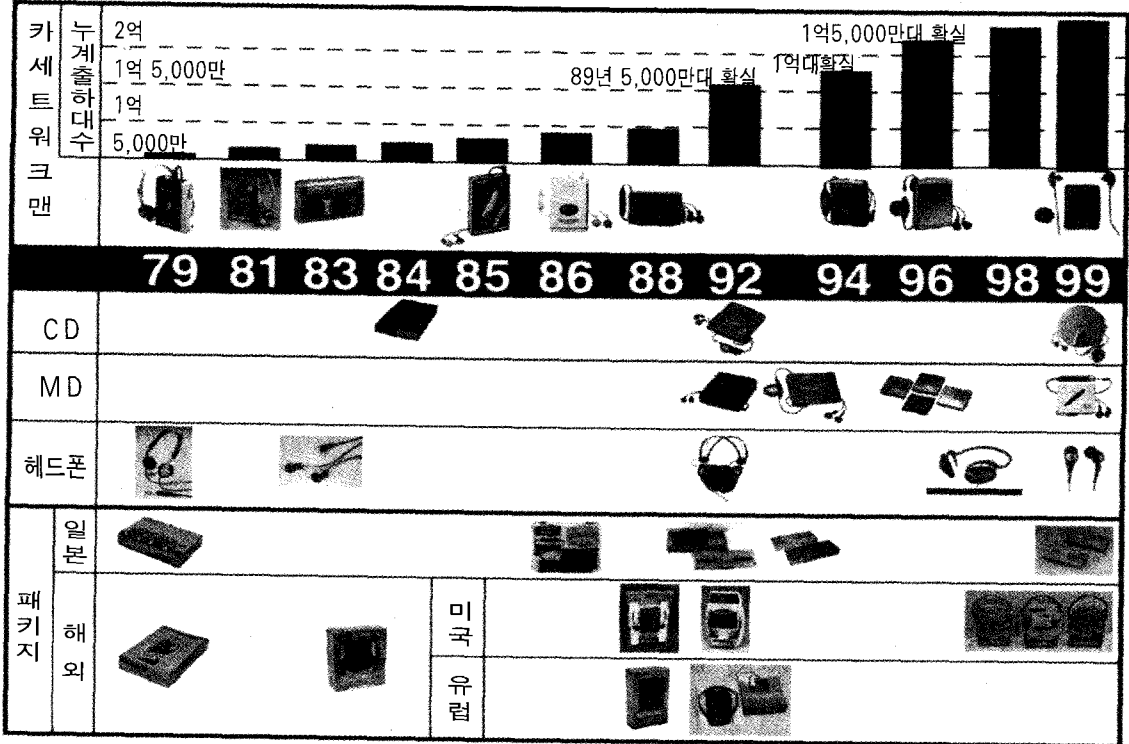 카세트워크맨
누계출하대수
2억
1억 5,000만
1억
5,000만
89년 5,000만대 확실
1억대확실
1억5,000만대 확실
79 81 83 84 85 86 88 92 94 96 98 99
CD
MD
헤드폰
패키지
일본
해외
미국
유럽